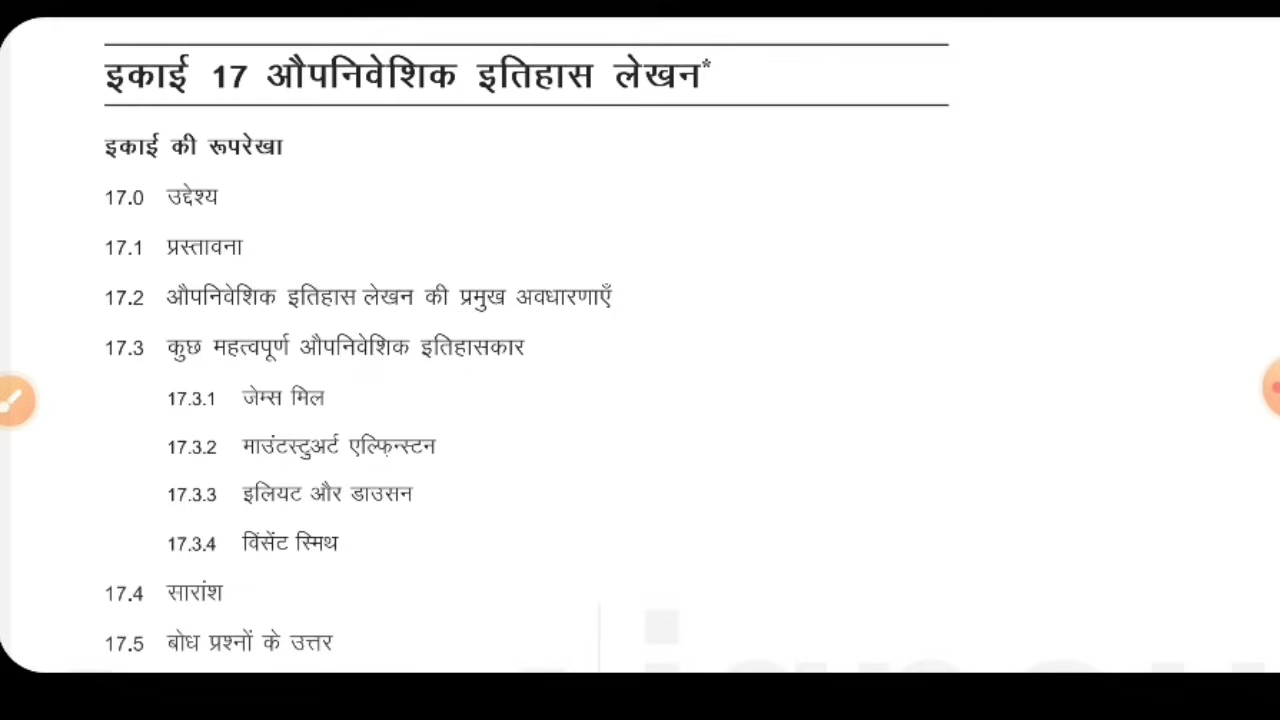 इकाई 17 औपनिवेशिक इतिहास लेखन*
इकाई की रूपरेखा
17.0 उद्देश्य
17.1 प्रस्तावना
17.2 औपनिवेशिक इतिहास लेखन की प्रमुख अवधारणाएँ
17.3 कुछ महत्वपूर्ण औपनिवेशिक इतिहासकार
17.3.1 जेम्स मिल
17.3.2 माउंटस्टुअर्ट एल्फ़िन्स्टन
17.3.3 इलियट और डाउसन
17.3.4 विंसेंट स्मिथ
17.4 सारांश
17.5 बोध प्रश्नों के उत्तर